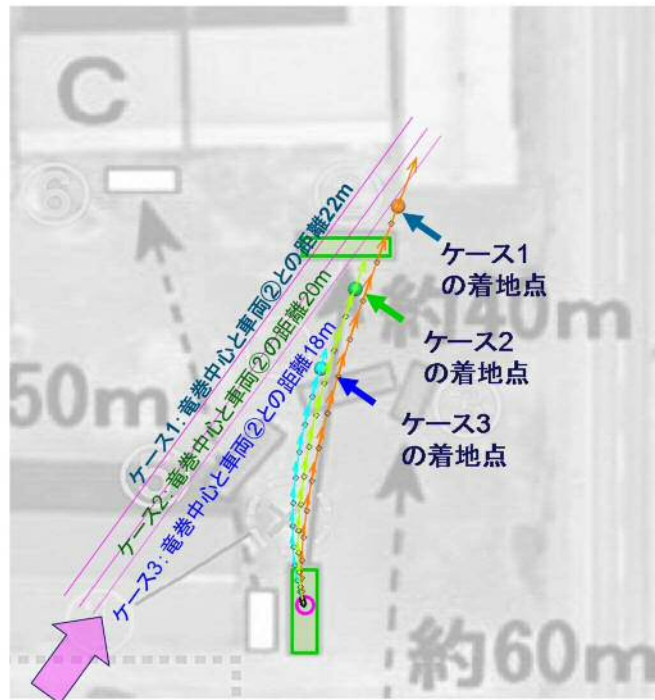 C
⑥
ケース1:竜巻中心と車両②との距離22m
ケース2:竜巻中心と車両②の距離20m
ケース3:竜巻中心と車両②との距離18m
ケース1
の着地点
約40m
ケース2
の着地点
50m
ケース3
の着地点
約60m